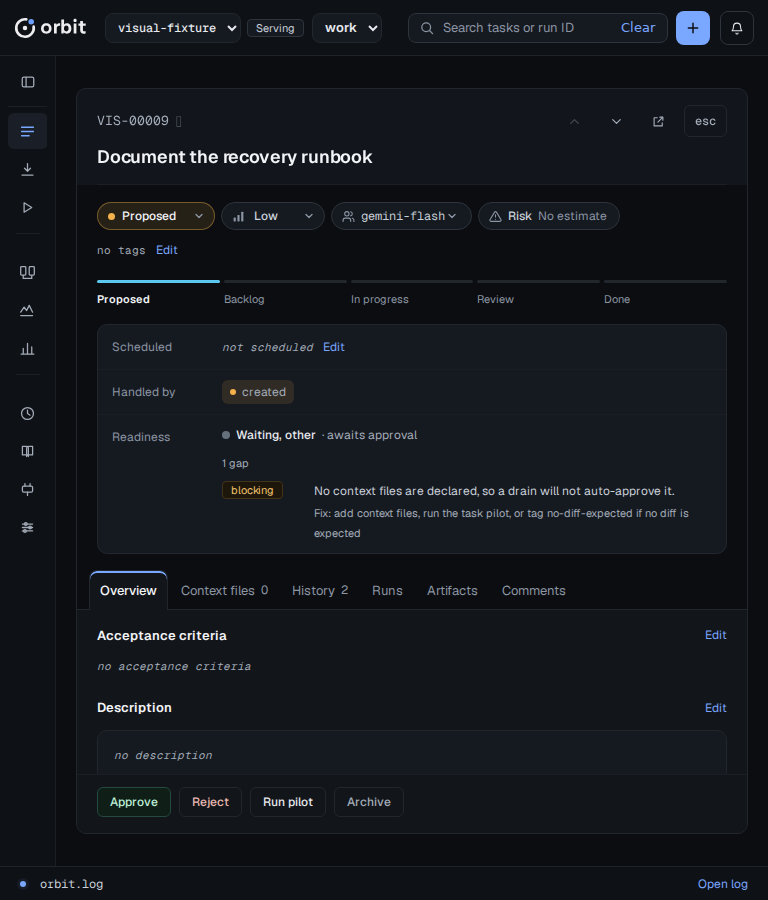 orbit
visual-fixture
Serving
work
Search tasks or run ID
Clear
VIS-00009
esc
Document the recovery runbook
Proposed
Low
gemini-flash
Risk No estimate
no tags Edit
Proposed
Backlog
In progress
Review
Done
Scheduled
not scheduled Edit
Handled by
created
Readiness
Waiting, other · awaits approval
1 gap
blocking
No context files are declared, so a drain will not auto-approve it.
Fix: add context files, run the task pilot, or tag no-diff-expected if no diff is
expected
Overview
Context files 0
History 2
Runs
Artifacts
Comments
Acceptance criteria
Edit
no acceptance criteria
Description
Edit
no description
Approve
Reject
Run pilot
Archive
orbit.log
Open log